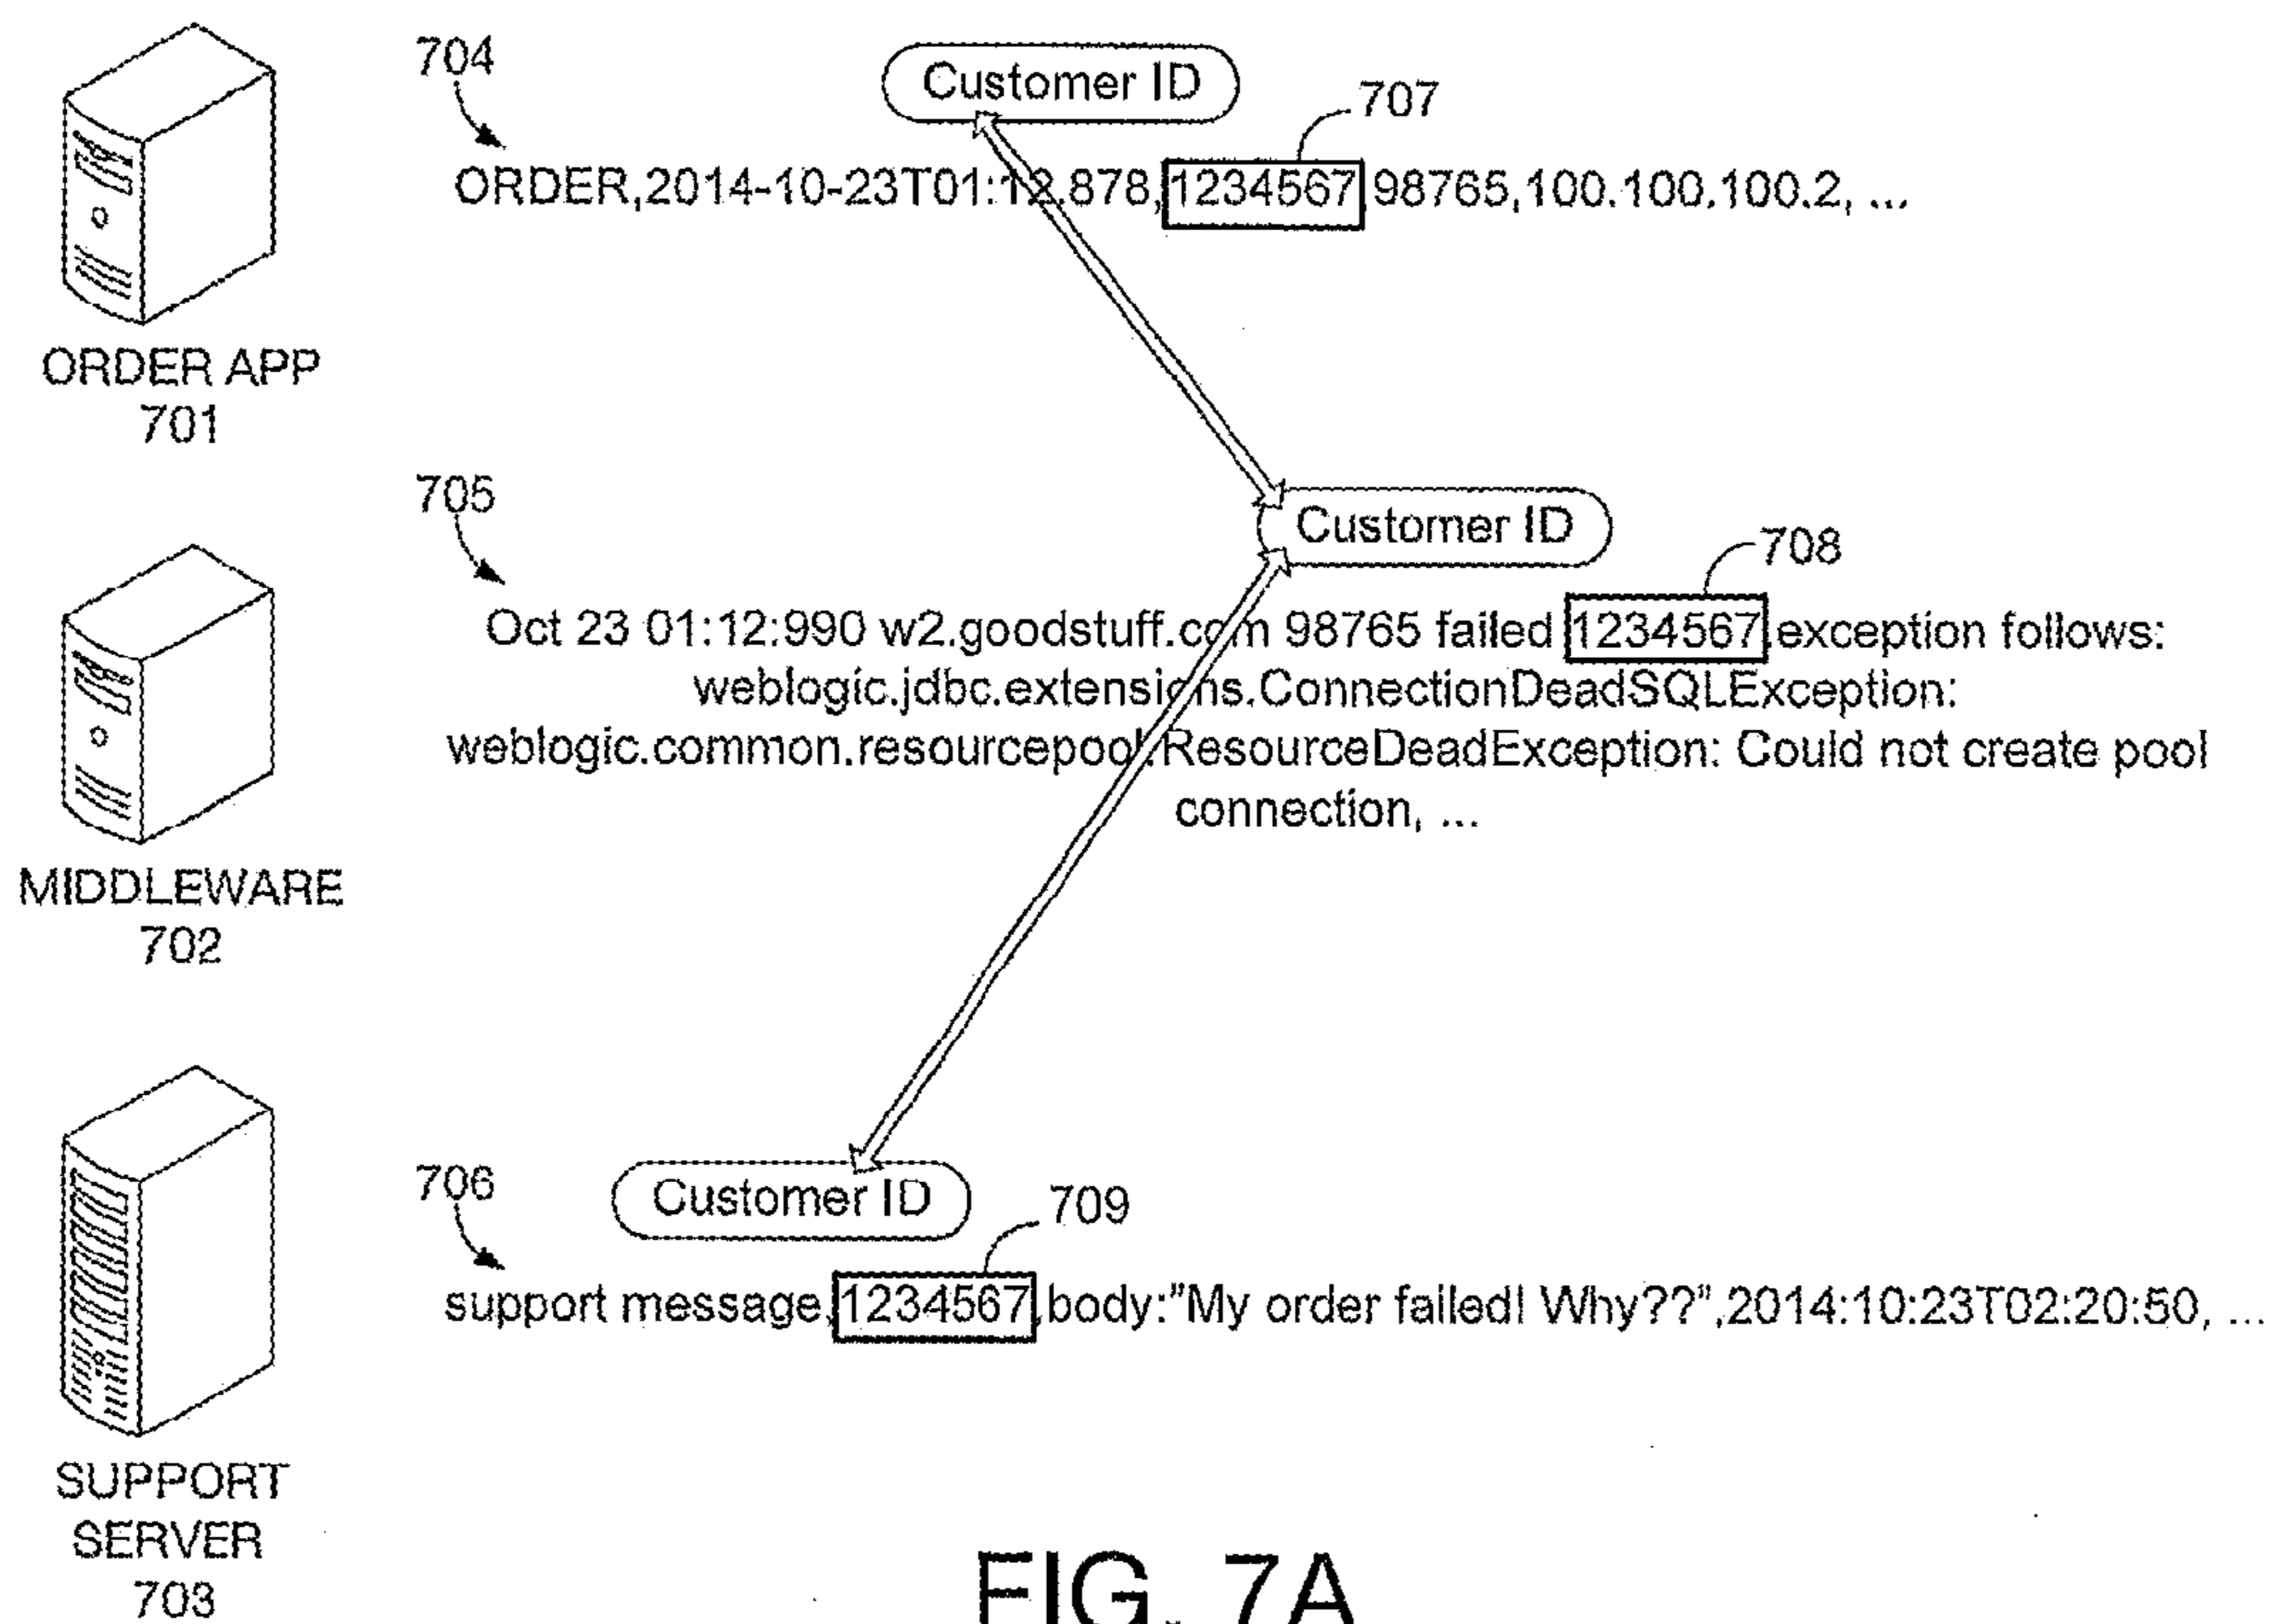 704
Customer ID
707
ORDER,2014-10-23T01:12.878,1234567,98765,100.100.100.2, ...
ORDER APP
701
705
Customer ID
708
Oct 23 01:12:990 w2.goodstuff.com 98765 failed 1234567.exception follows:
weblogic.jdbc.extensions.ConnectionDeadSQLException:
weblogic.common.resourcepool.ResourceDeadException: Could not create pool
connection, ...
MIDDLEWARE
702
706
Customer ID
709
support message,1234567,body:"My order failed! Why??",2014:10:23T02:20:50, ...
SUPPORT
SERVER
703
FIG. 7A